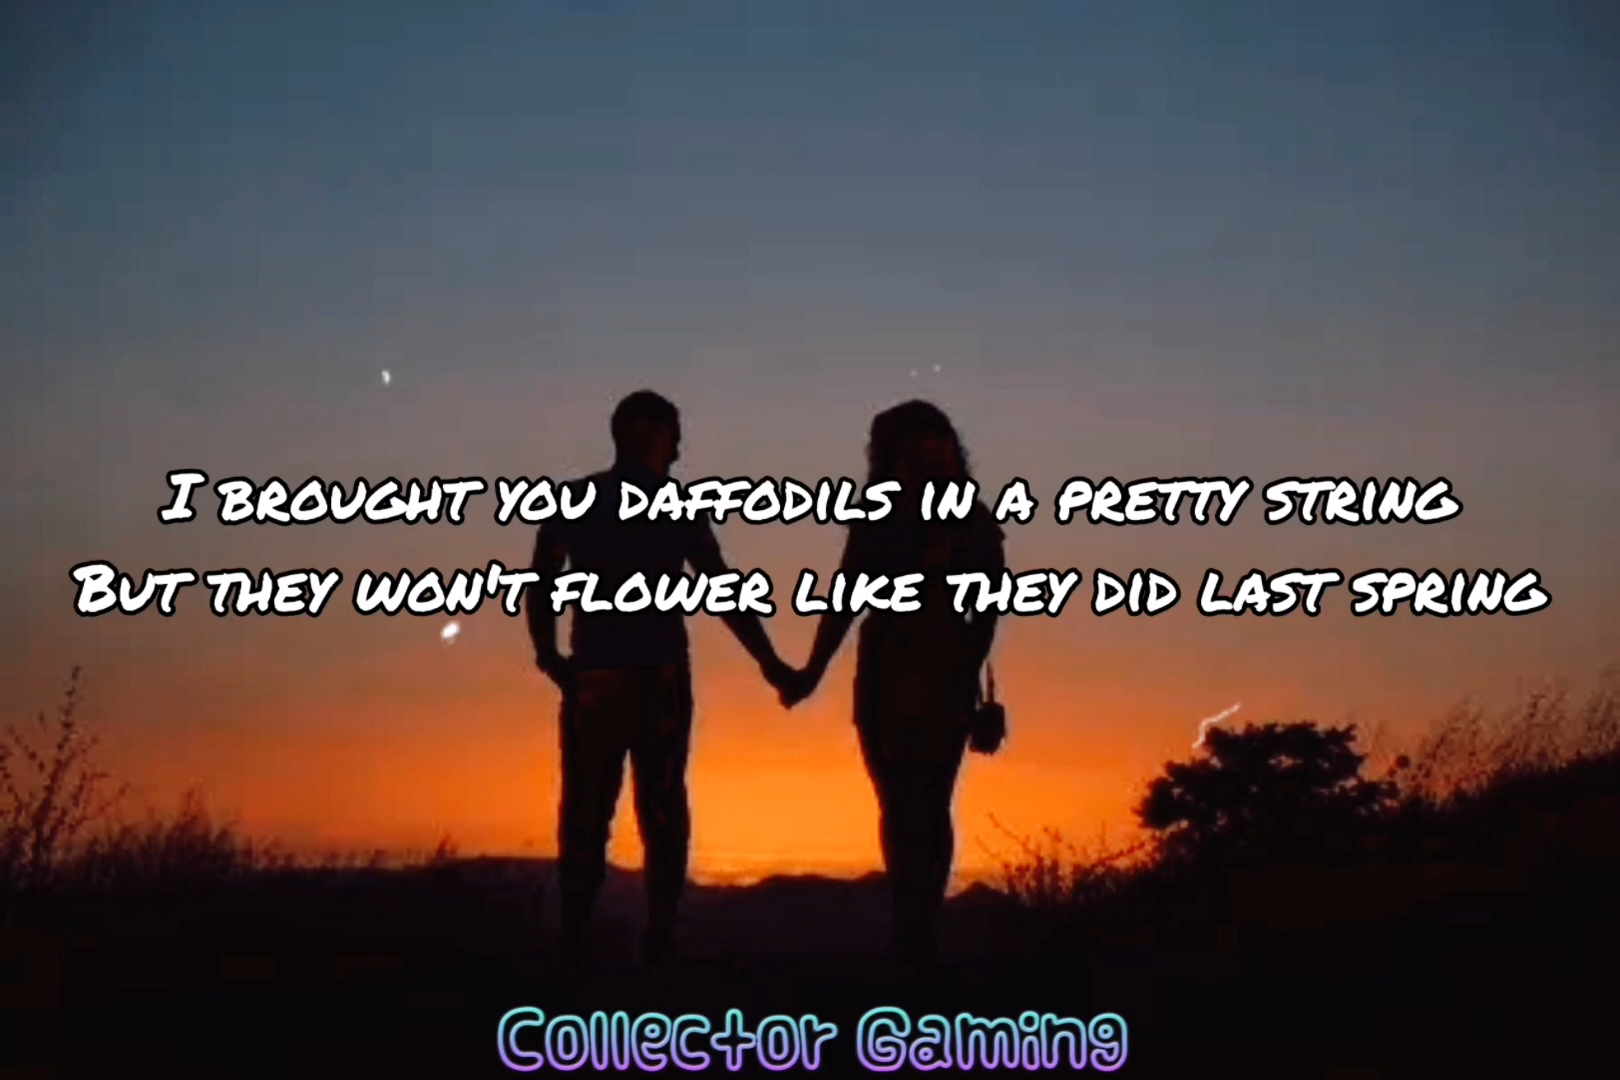 I brought you daffodils in a pretty string
But they won't flower like they did last spring
Collector Gaming